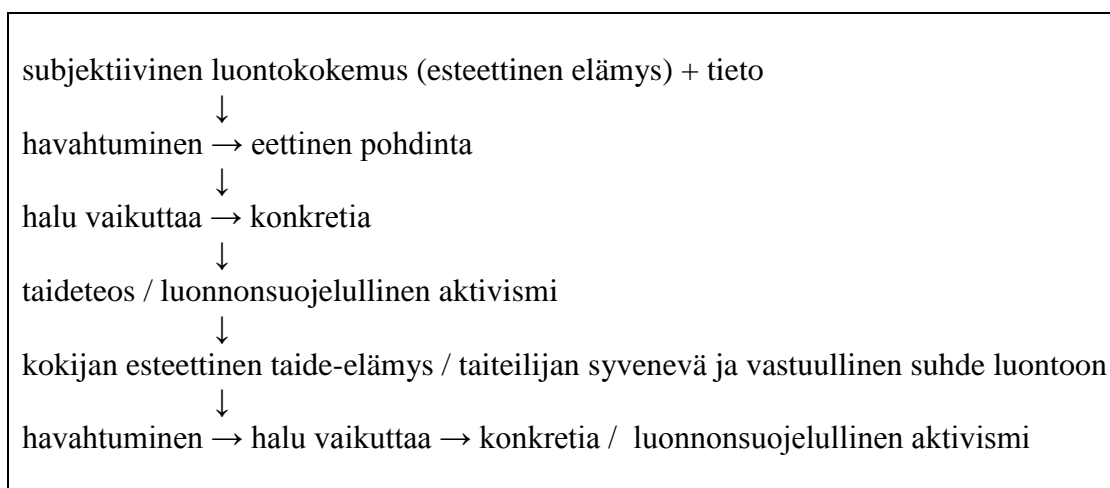 subjektiivinen luontokokemus (esteettinen elämys) + tieto
↓
havahtuminen → eettinen pohdinta
↓
halu vaikuttaa → konkretia
↓
taideteos / luonnonsuojelullinen aktivismi
↓
kokijan esteettinen taide-elämys / taiteilijan syvenevä ja vastuullinen suhde luontoon
↓
havahtuminen → halu vaikuttaa → konkretia / luonnonsuojelullinen aktivismi